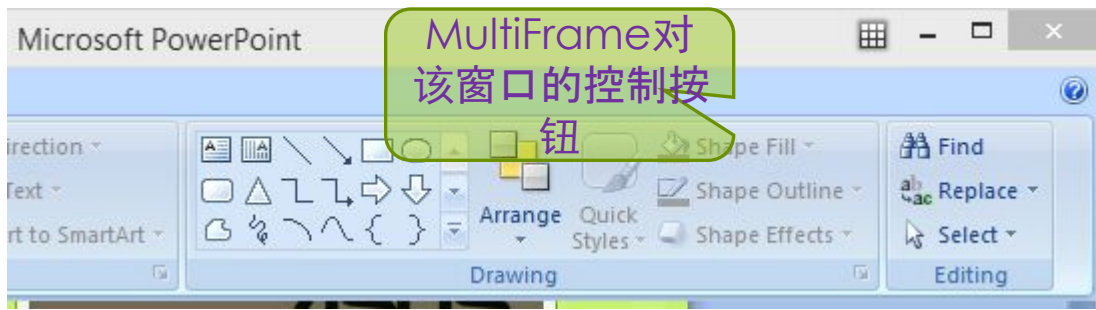 Microsoft PowerPoint
MultiFrame对
该窗口的控制按
钮
irection
Text
rt to SmartArt
Arrange
Quick
Styles
Shape Fill
Shape Outline
Shape Effects
Drawing
Find
Replace
Select
Editing